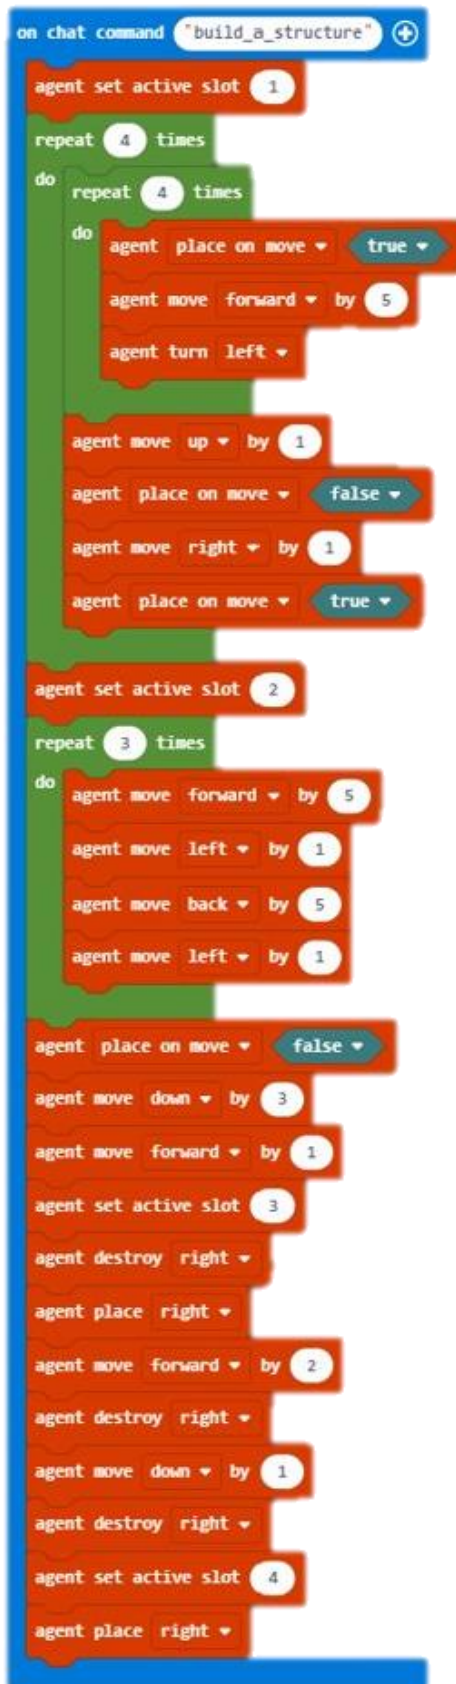 on chat command "build_a_structure"
agent set active slot 1
repeat 4 times
do repeat 4 times
do agent place on move true
agent move forward by 5
agent turn left
agent move up by 1
agent place on move false
agent move right by 1
agent place on move true
agent set active slot 2
repeat 3 times
do agent move forward by 5
agent move left by 1
agent move back by 5
agent move left by 1
agent place on move false
agent move down by 3
agent move forward by 1
agent set active slot 3
agent destroy right
agent place right
agent move forward by 2
agent destroy right
agent move down by 1
agent destroy right
agent set active slot 4
agent place right